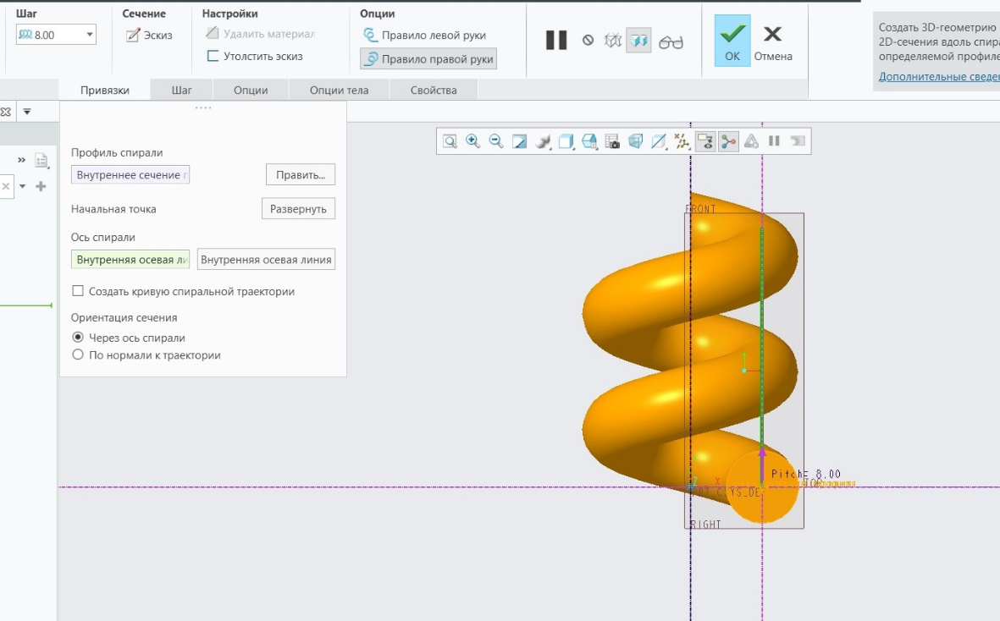 Шаг
8.00
Сечение
Эскиз
Настройки
Удалить материал
Утолстить эскиз
Опции
Правило левой руки
Правило правой руки
OK
Отмена
Создать 3D-геометрию
2D-сечения вдоль спира
определяемой профиле
Дополнительные сведен
Привязки
Шаг
Опции
Опции тела
Свойства
Профиль спирали
Внутреннее сечение
Править...
Начальная точка
Развернуть
Ось спирали
Внутренняя осевая ли
Внутренняя осевая линия
Создать кривую спиральной траектории
Ориентация сечения
Через ось спирали
По нормали к траектории
FRONT
Pitch= 8.00
Z
X
TOP
RIGHT